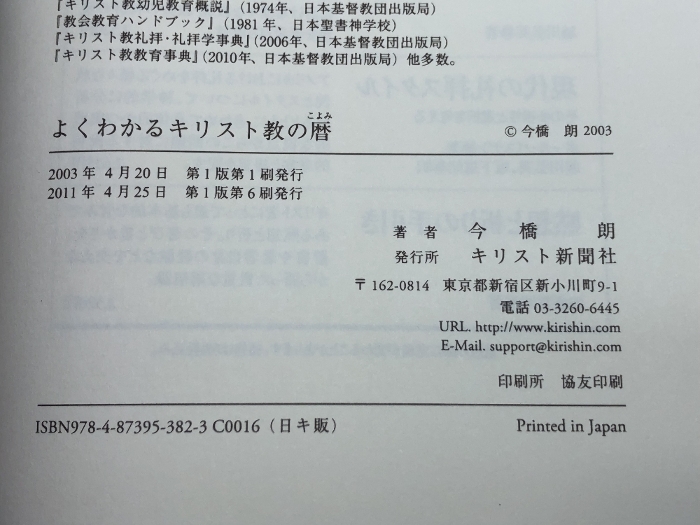 『キリスト教幼児教育概説』（1974年、日本基督教団出版局）
『教会教育ハンドブック』（1981年、日本聖書神学校）
『キリスト教礼拝・礼拝学事典』（2006年、日本基督教団出版局）
『キリスト教教育事典』（2010年、日本基督教団出版局）他多数。
こよみ
よくわかるキリスト教の暦
© 今橋 朗 2003
2003年 4月20日 第1版第1刷発行
2011年 4月25日 第1版第6刷発行
著者 今橋 朗
発行所 キリスト新聞社
〒162-0814 東京都新宿区新小川町9-1
電話 03-3260-6445
URL. http://www.kirishin.com
E-Mail. support@kirishin.com
印刷所 協友印刷
ISBN978-4-87395-382-3 C0016（日キ販）
Printed in Japan